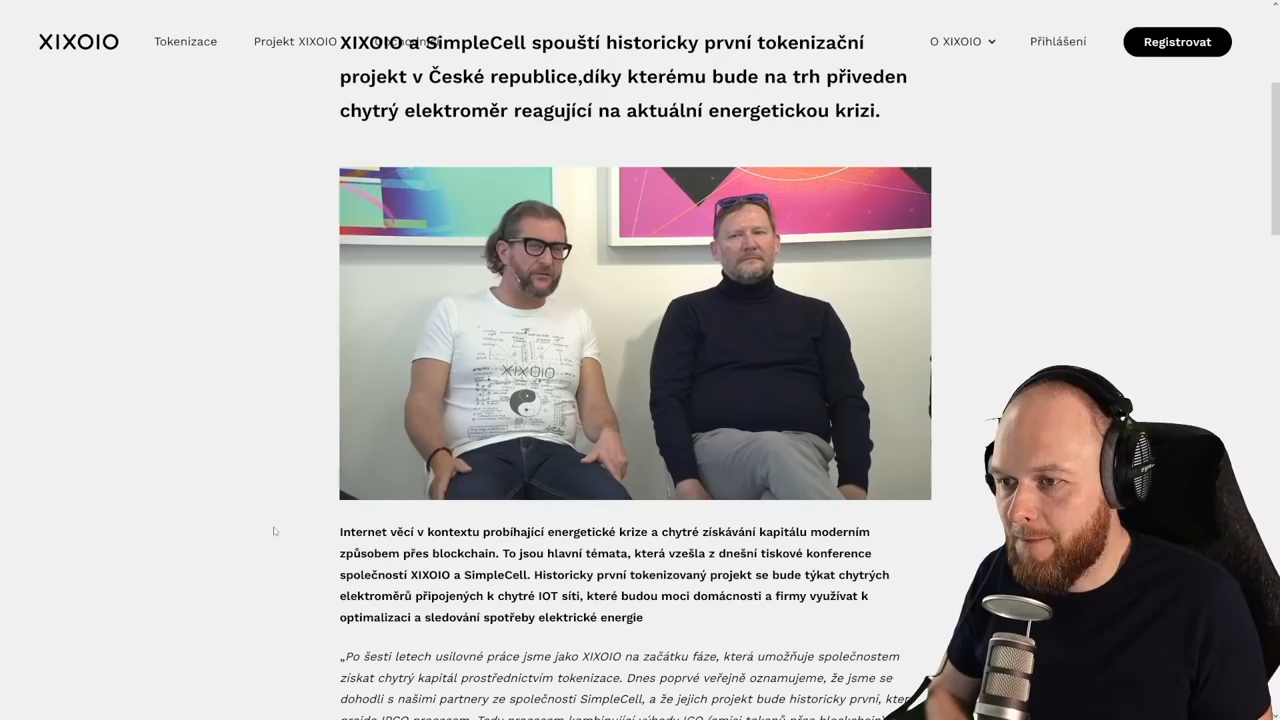 XIXOIO
Tokenizace
Projekt XIXOIO
O XIXOIO
Přihlášení
Registrovat
XIXOIO a SimpleCell spouští historicky první tokenizační
projekt v České republice,díky kterému bude na trh přiveden
chytrý elektroměr reagující na aktuální energetickou krizi.
XIXOIO
Internet věcí v kontextu probíhající energetické krize a chytré získávání kapitálu moderním
způsobem přes blockchain. To jsou hlavní témata, která vzešla z dnešní tiskové konference
společností XIXOIO a SimpleCell. Historicky první tokenizovaný projekt se bude týkat chytrých
elektroměrů připojených k chytré IOT síti, které budou moci domácnosti a firmy využívat k
optimalizaci a sledování spotřeby elektrické energie
„Po šesti letech usilovné práce jsme jako XIXOIO na začátku fáze, která umožňuje společnostem
získat chytrý kapitál prostřednictvím tokenizace. Dnes poprvé veřejně oznamujeme, že jsme se
dohodli s našimi partnery ze společnosti SimpleCell, a že jejich projekt bude historicky první,